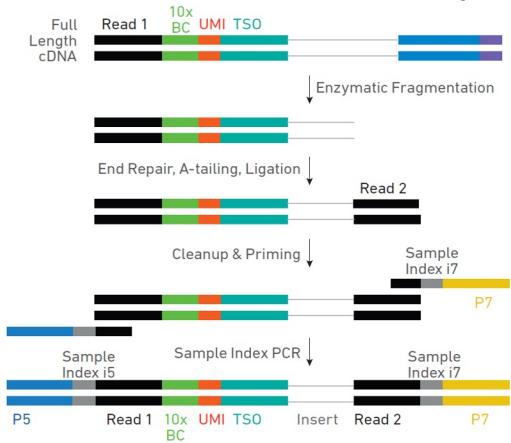 Full
Length
cDNA
Read 1
10x
BC
UMI
TSO
Enzymatic Fragmentation
End Repair, A-tailing, Ligation
Read 2
Cleanup & Priming
Sample
Index i7
P7
Sample Index PCR
Sample
Index i5
Sample
Index i7
P5
Read 1
10x
BC
UMI
TSO
Insert
Read 2
P7